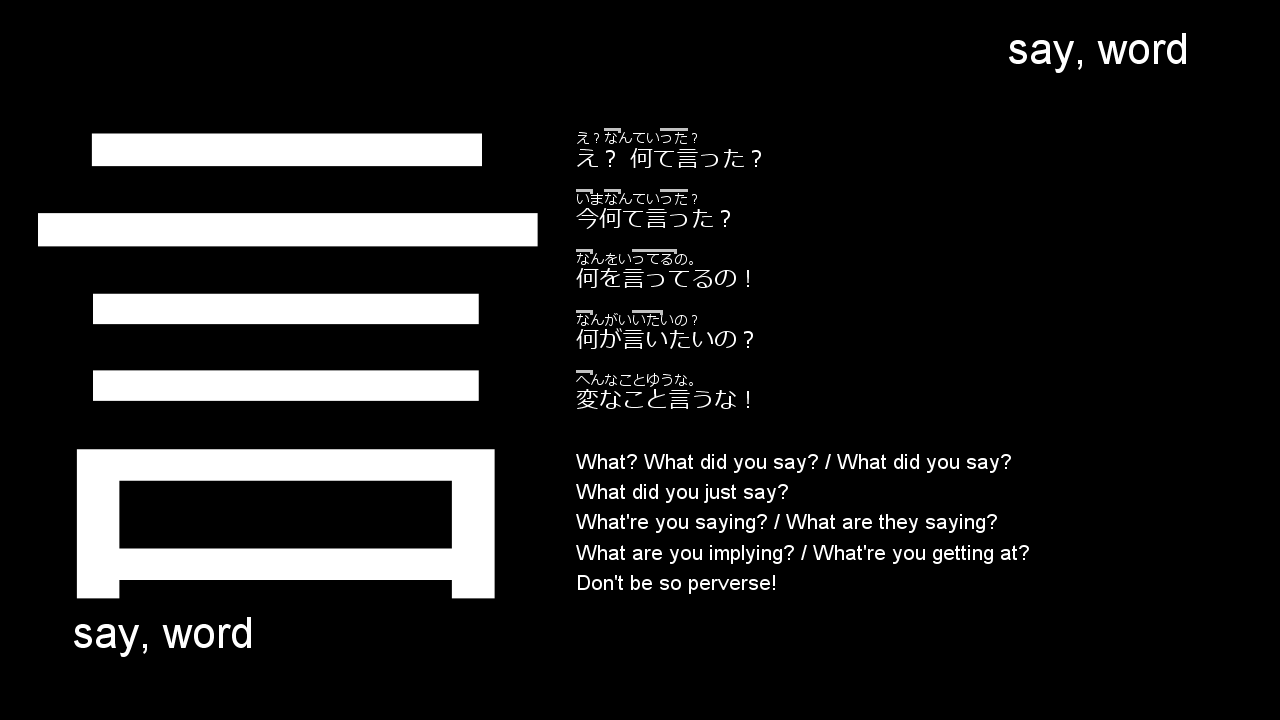 say, word
言
say, word
え？なんていった？
え？ 何て言った？
いまなんていった？
今何て言った？
なんをいってるの。
何を言ってるの！
なんがいいたいの？
何が言いたいの？
へんなことゆうな。
変なこと言うな！
What? What did you say? / What did you say?
What did you just say?
What're you saying? / What are they saying?
What are you implying? / What're you getting at?
Don't be so perverse!